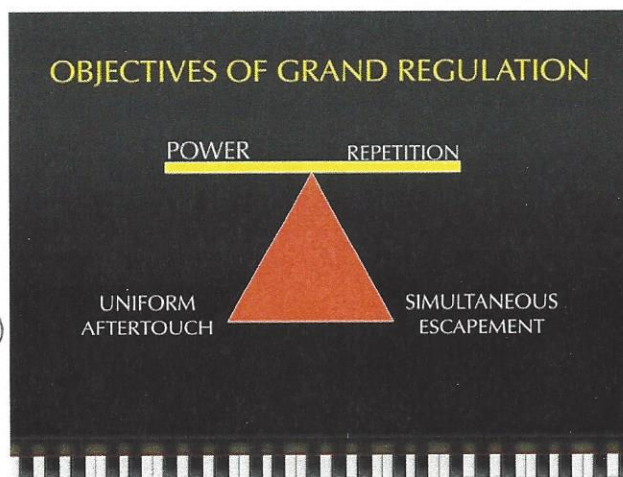 OBJECTIVES OF GRAND REGULATION
POWER REPETITION
UNIFORM
AFTERTOUCH
SIMULTANEOUS
ESCAPEMENT